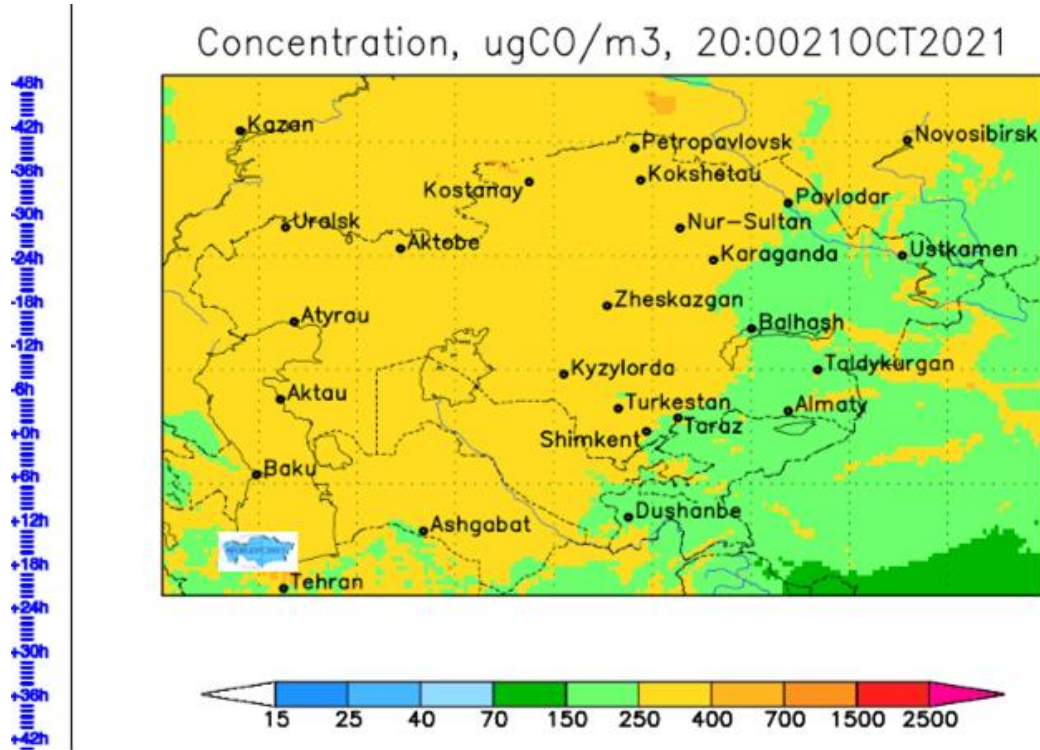 Concentration, ugCO/m3, 20:0021OCT2021
-48h
-42h
-36h
-30h
-24h
-18h
-12h
-6h
+0h
+6h
+12h
+18h
+24h
+30h
+36h
+42h
Kazan
Petropavlovsk
Novosibirsk
Kostanay
Kokshetau
Pavlodar
Uralsk
Aktobe
Nur-Sultan
Karaganda
Ustkamen
Atyrau
Zheskazgan
Balhash
Kyzylorda
Taldykurgan
Aktau
Turkestan
Almaty
Taraz
Shimkent
Baku
Dushanbe
Ashgabat
Tehran
15 25 40 70 150 250 400 700 1500 2500